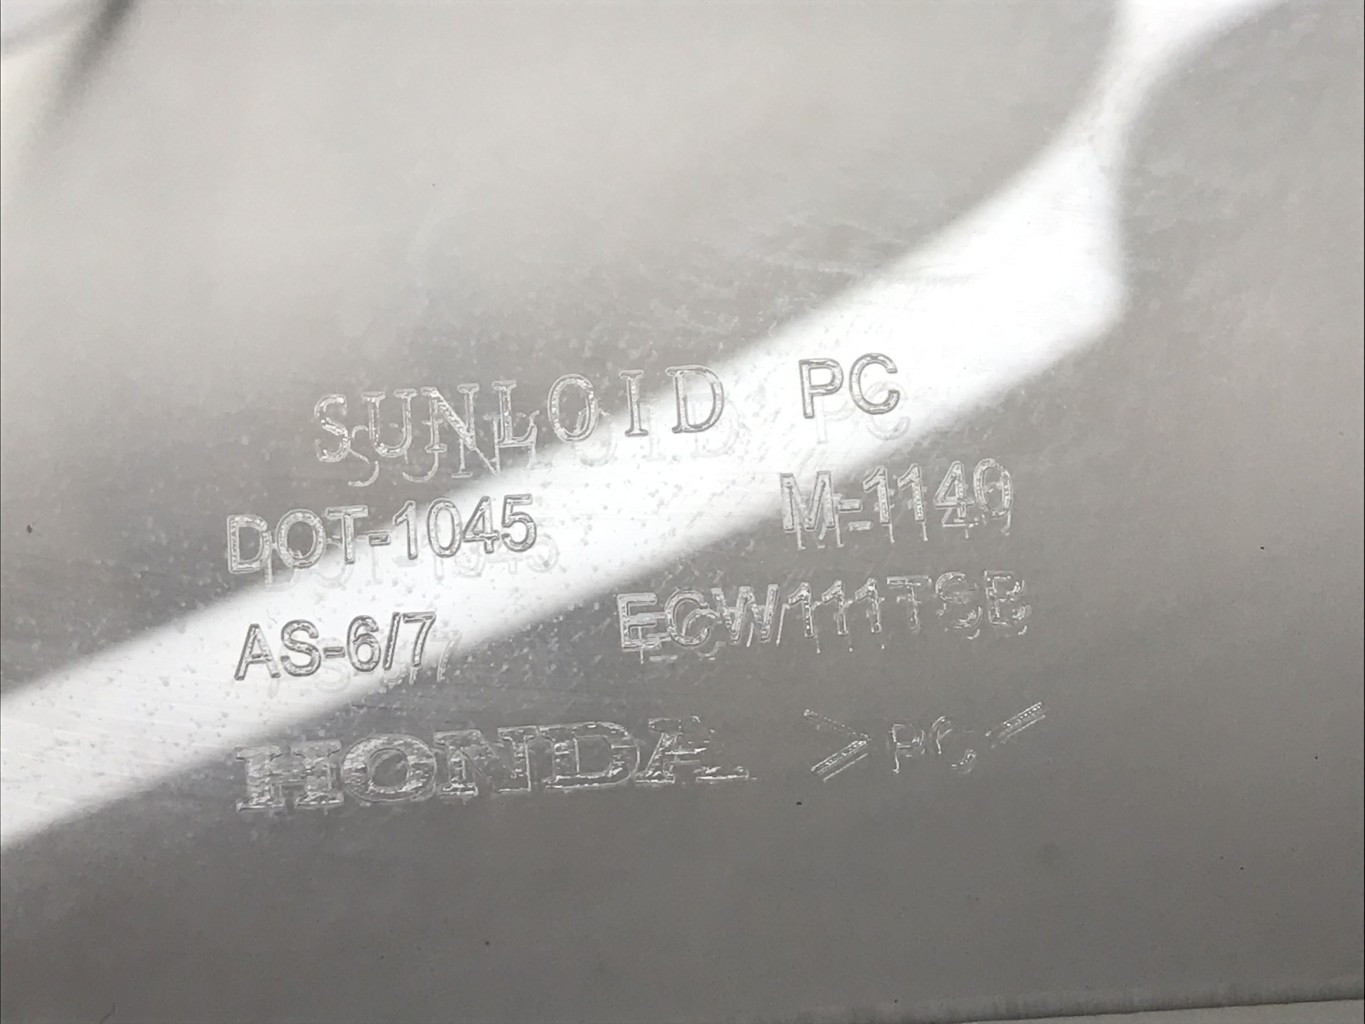 SUNLOID PC
DOT-1045 M-1140
AS-6/7 ECW111TSB
HONDA >PC<